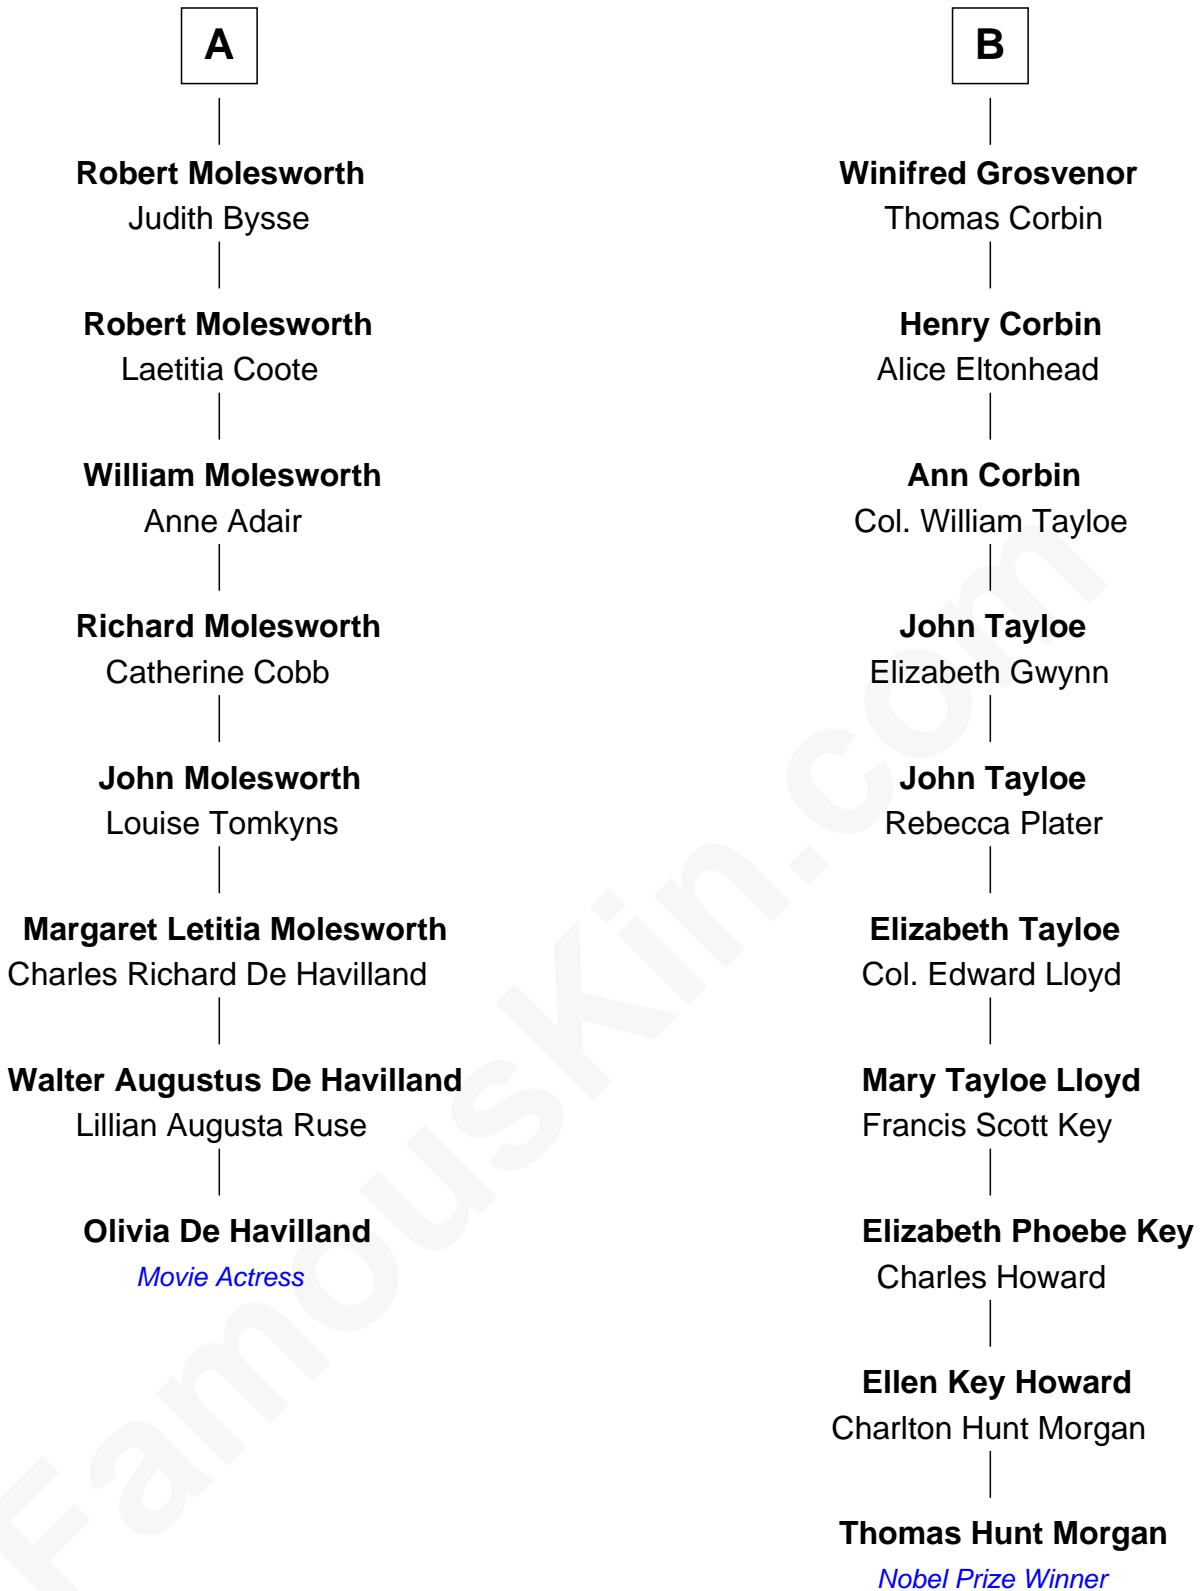 A
Robert Molesworth
Judith Bysse
Robert Molesworth
Laetitia Coote
William Molesworth
Anne Adair
Richard Molesworth
Catherine Cobb
John Molesworth
Louise Tomkyns
Margaret Letitia Molesworth
Charles Richard De Havilland
Walter Augustus De Havilland
Lillian Augusta Ruse
Olivia De Havilland
Movie Actress
B
Winifred Grosvenor
Thomas Corbin
Henry Corbin
Alice Eltonhead
Ann Corbin
Col. William Tayloe
John Tayloe
Elizabeth Gwynn
John Tayloe
Rebecca Plater
Elizabeth Tayloe
Col. Edward Lloyd
Mary Tayloe Lloyd
Francis Scott Key
Elizabeth Phoebe Key
Charles Howard
Ellen Key Howard
Charlton Hunt Morgan
Thomas Hunt Morgan
Nobel Prize Winner
FamousKin.com